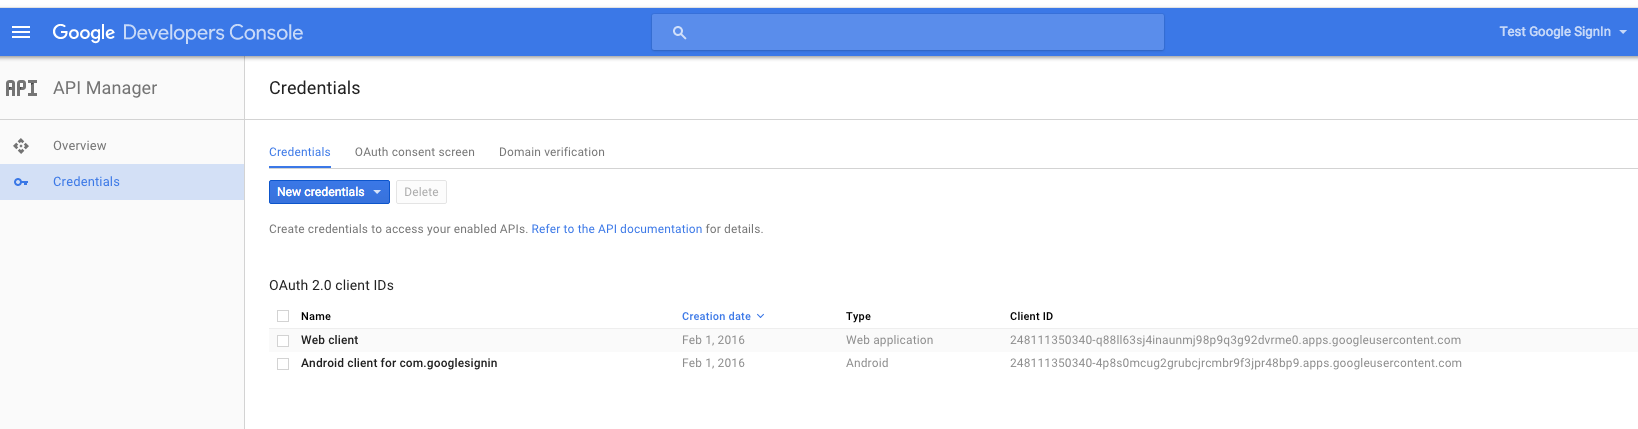 Google Developers Console
Test Google SignIn
API API Manager
Credentials
Overview
Credentials
Credentials OAuth consent screen Domain verification
New credentials Delete
Create credentials to access your enabled APIs. Refer to the API documentation for details.
OAuth 2.0 client IDs
Name Creation date Type Client ID
Web client Feb 1, 2016 Web application 248111350340-q88ll63sj4inaunmj98p9q3g92dvrme0.apps.googleusercontent.com
Android client for com.googlesignin Feb 1, 2016 Android 248111350340-4p8s0mcug2grubcjrcmbr9f3jpr48bp9.apps.googleusercontent.com